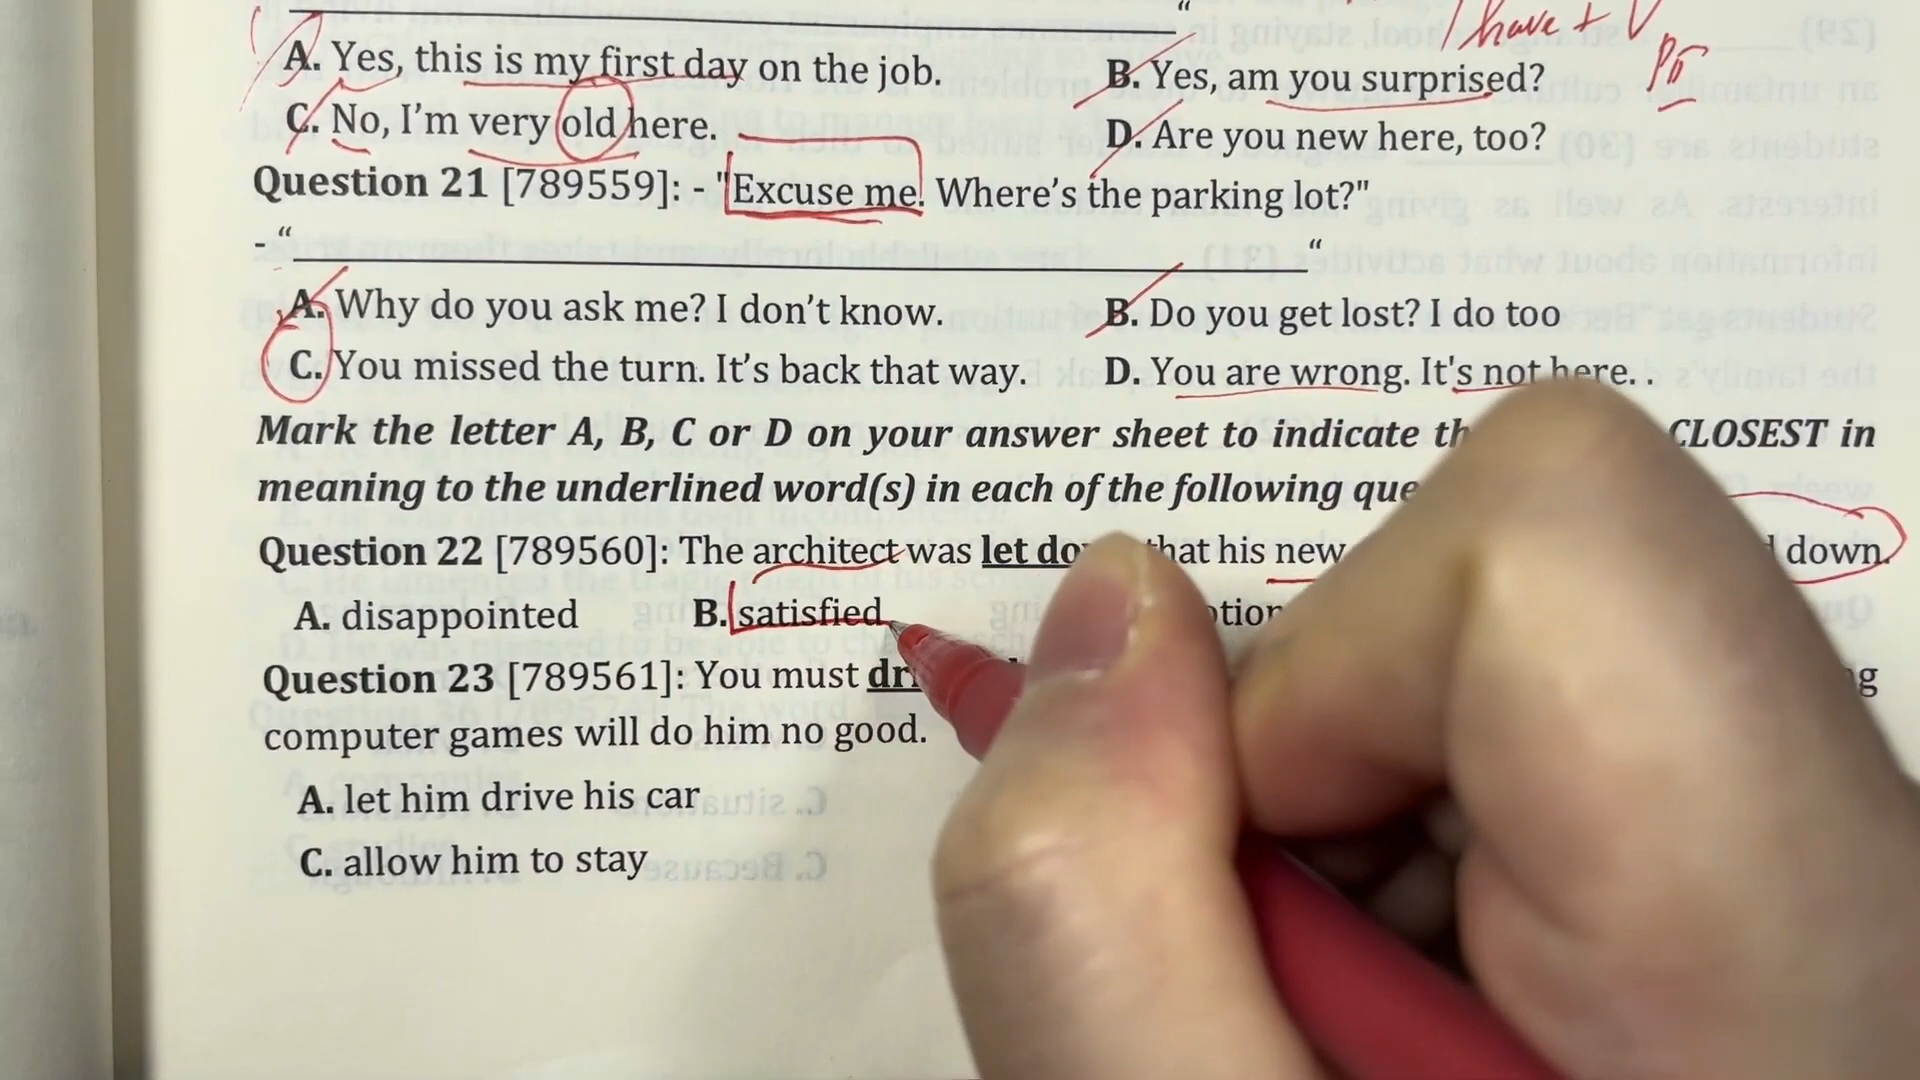 have + V
PII
A. Yes, this is my first day on the job. B. Yes, am you surprised?
C. No, I'm very old here. D. Are you new here, too?
Question 21 [789559]: - "Excuse me. Where's the parking lot?"
- “ “
A. Why do you ask me? I don't know. B. Do you get lost? I do too
C. You missed the turn. It's back that way. D. You are wrong. It's not here. .
Mark the letter A, B, C or D on your answer sheet to indicate CLOSEST in
meaning to the underlined word(s) in each of the following
Question 22 [789560]: The architect was let that his new down.
A. disappointed B. satisfied
Question 23 [789561]: You must
computer games will do him no good.
A. let him drive his car
C. allow him to stay